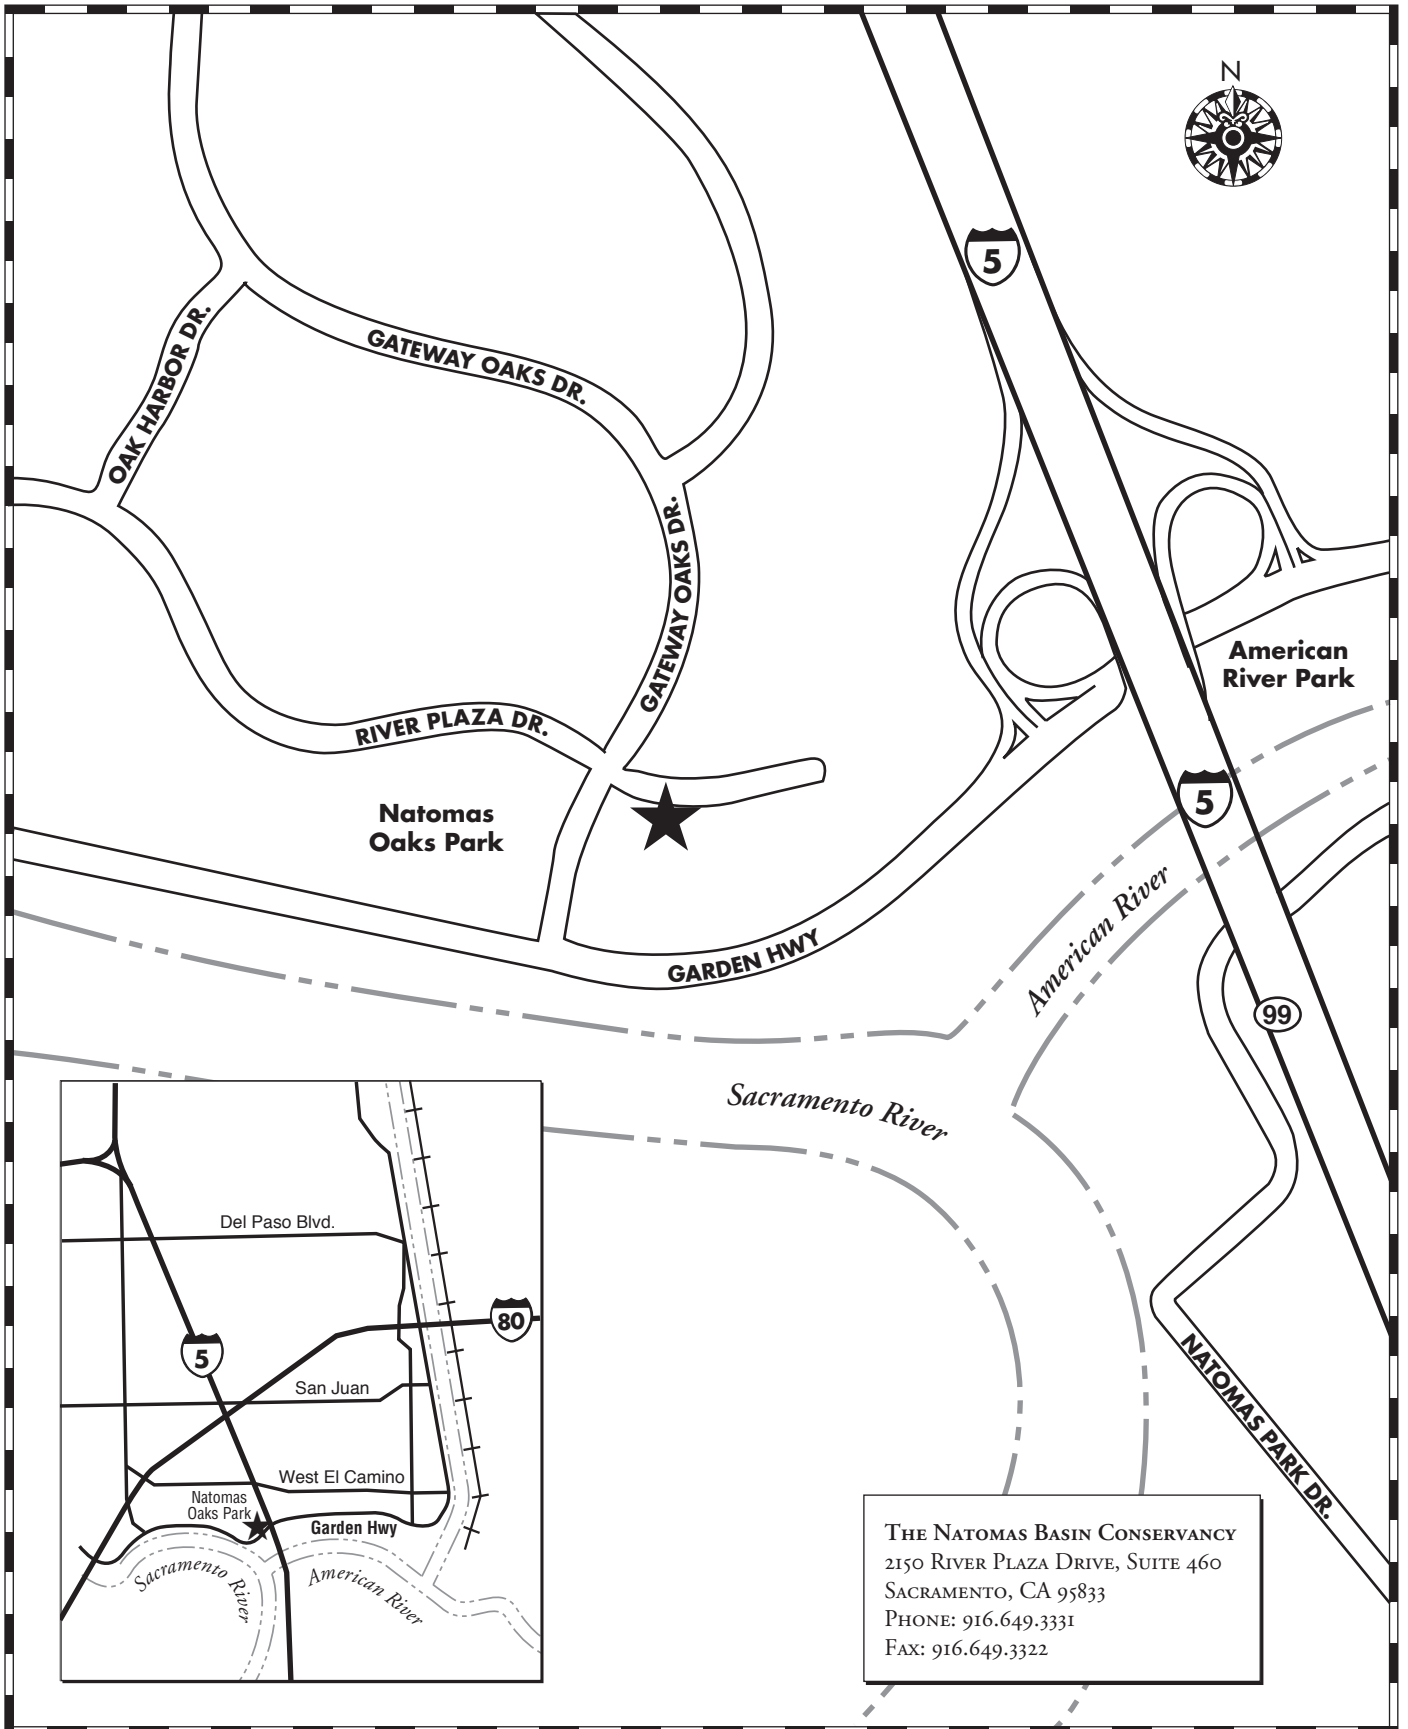 N
5
GATEWAY OAKS DR.
OAK HARBOR DR.
GATEWAY OAKS DR.
American
River Park
RIVER PLAZA DR.
5
Natomas
Oaks Park
American River
GARDEN HWY
99
Sacramento River
Del Paso Blvd.
80
5
San Juan
West El Camino
Natomas
Oaks Park
Garden Hwy
Sacramento River
American River
NATOMAS PARK DR.
The Natomas Basin Conservancy
2150 River Plaza Drive, Suite 460
Sacramento, CA 95833
Phone: 916.649.3331
Fax: 916.649.3322